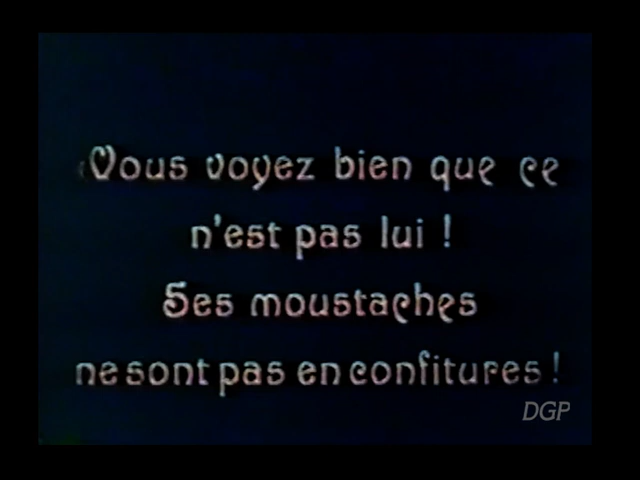 Vous voyez bien que ce
n'est pas lui !
Ses moustaches
ne sont pas en confitures !
DGP